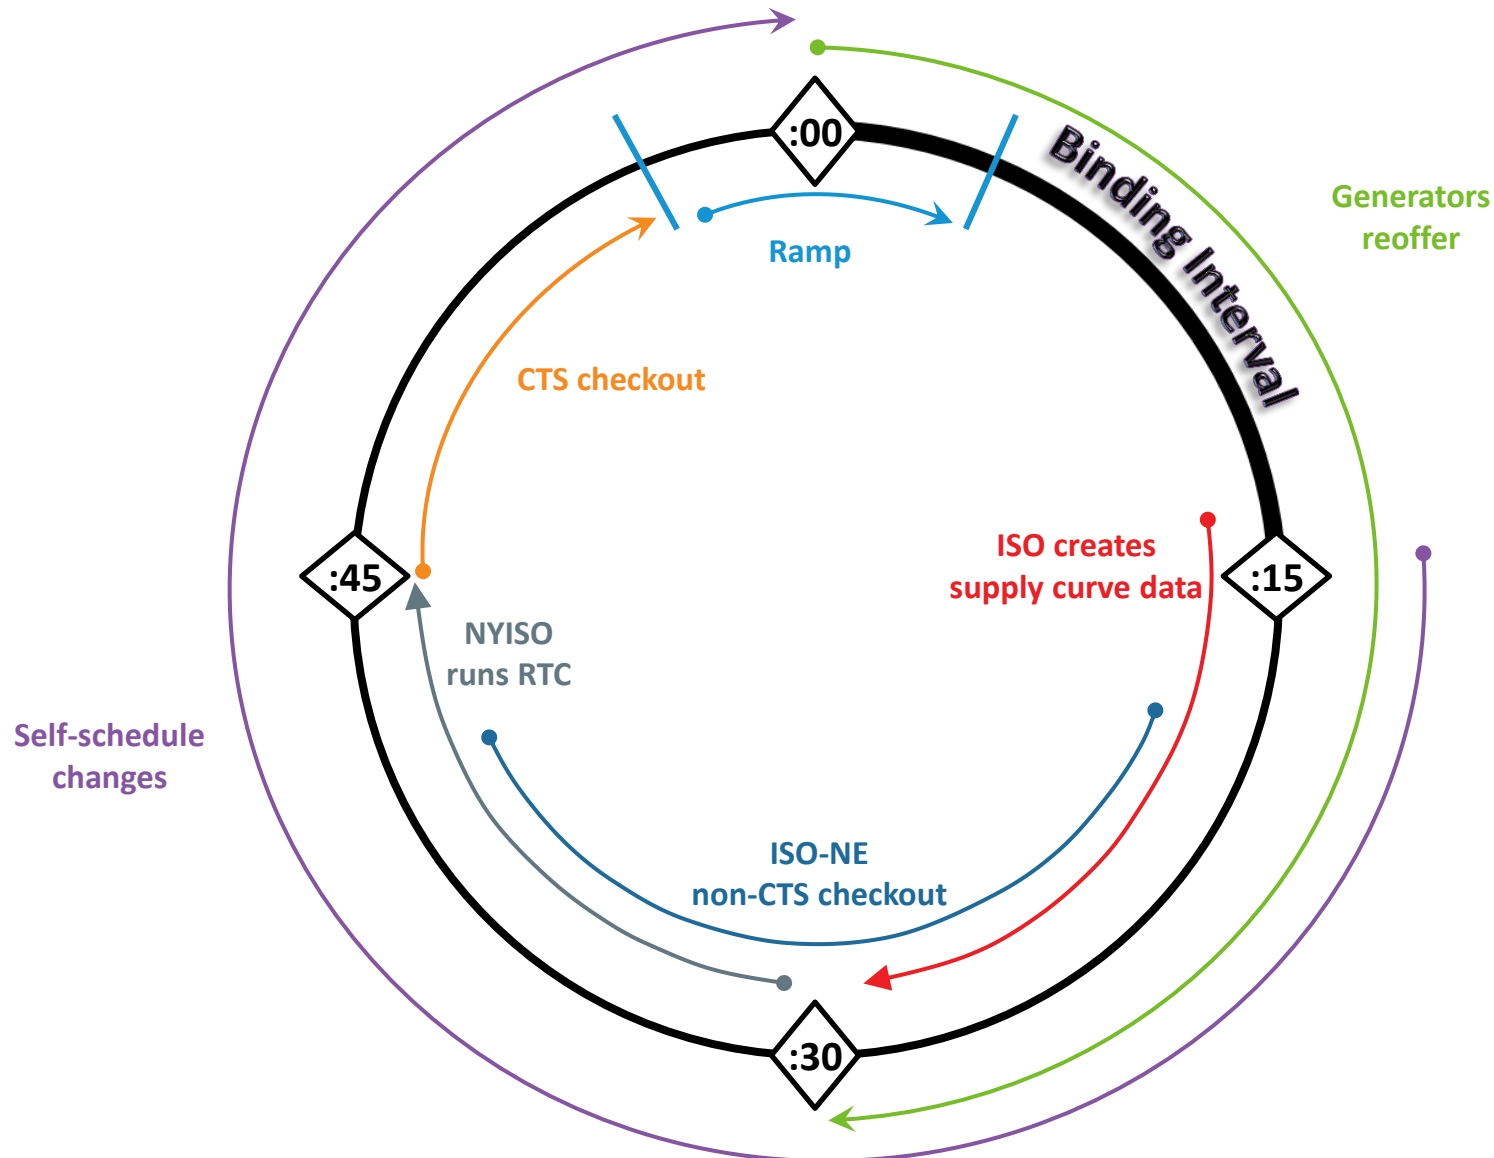 :00
Binding Interval
Generators
reoffer
Ramp
CTS checkout
ISO creates
supply curve data
:15
:45
NYISO
runs RTC
Self-schedule
changes
ISO-NE
non-CTS checkout
:30